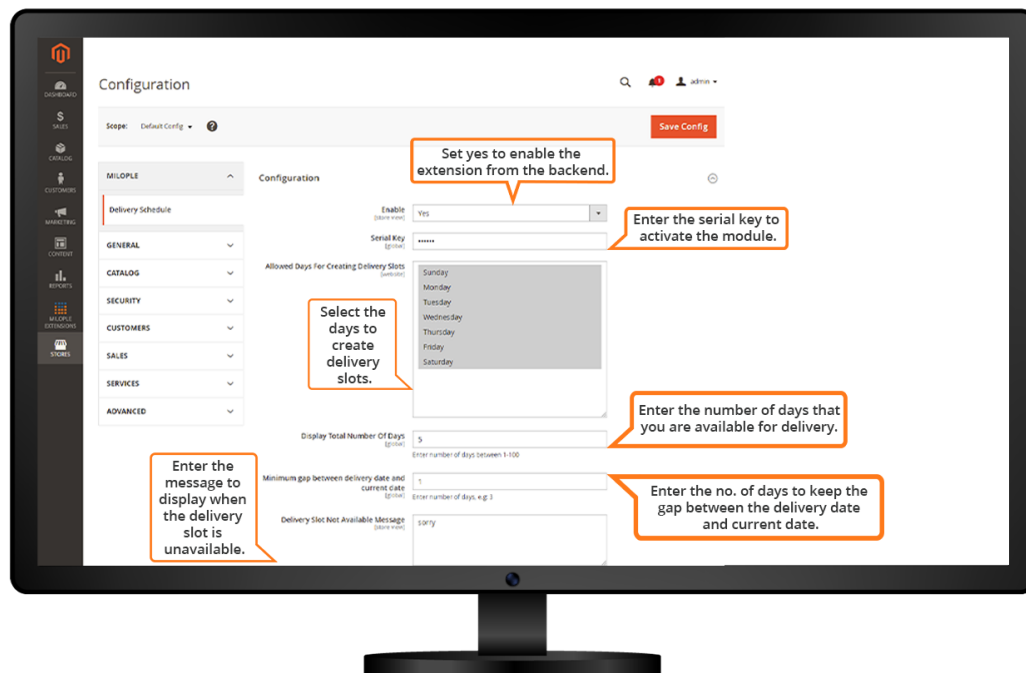 Configuration
1
admin
DASHBOARD
$
SALES
CATALOG
CUSTOMERS
MARKETING
CONTENT
REPORTS
MILOPLE
EXTENSIONS
STORES
Scope: Default Config ?
Save Config
MILOPLE
Delivery Schedule
GENERAL
CATALOG
SECURITY
CUSTOMERS
SALES
SERVICES
ADVANCED
Configuration
Set yes to enable the
extension from the backend.
Enable
[store view]
Yes
Enter the serial key to
activate the module.
Serial Key
[global]
••••••
Allowed Days For Creating Delivery Slots
[website]
Sunday
Monday
Tuesday
Wednesday
Thursday
Friday
Saturday
Select the
days to
create
delivery
slots.
Enter the number of days that
you are available for delivery.
Display Total Number Of Days
[global]
5
Enter number of days between 1-100
Minimum gap between delivery date and
current date
[global]
1
Enter number of days, e.g: 3
Enter the no. of days to keep the
gap between the delivery date
and current date.
Enter the
message to
display when
the delivery
slot is
unavailable.
Delivery Slot Not Available Message
[store view]
sorry